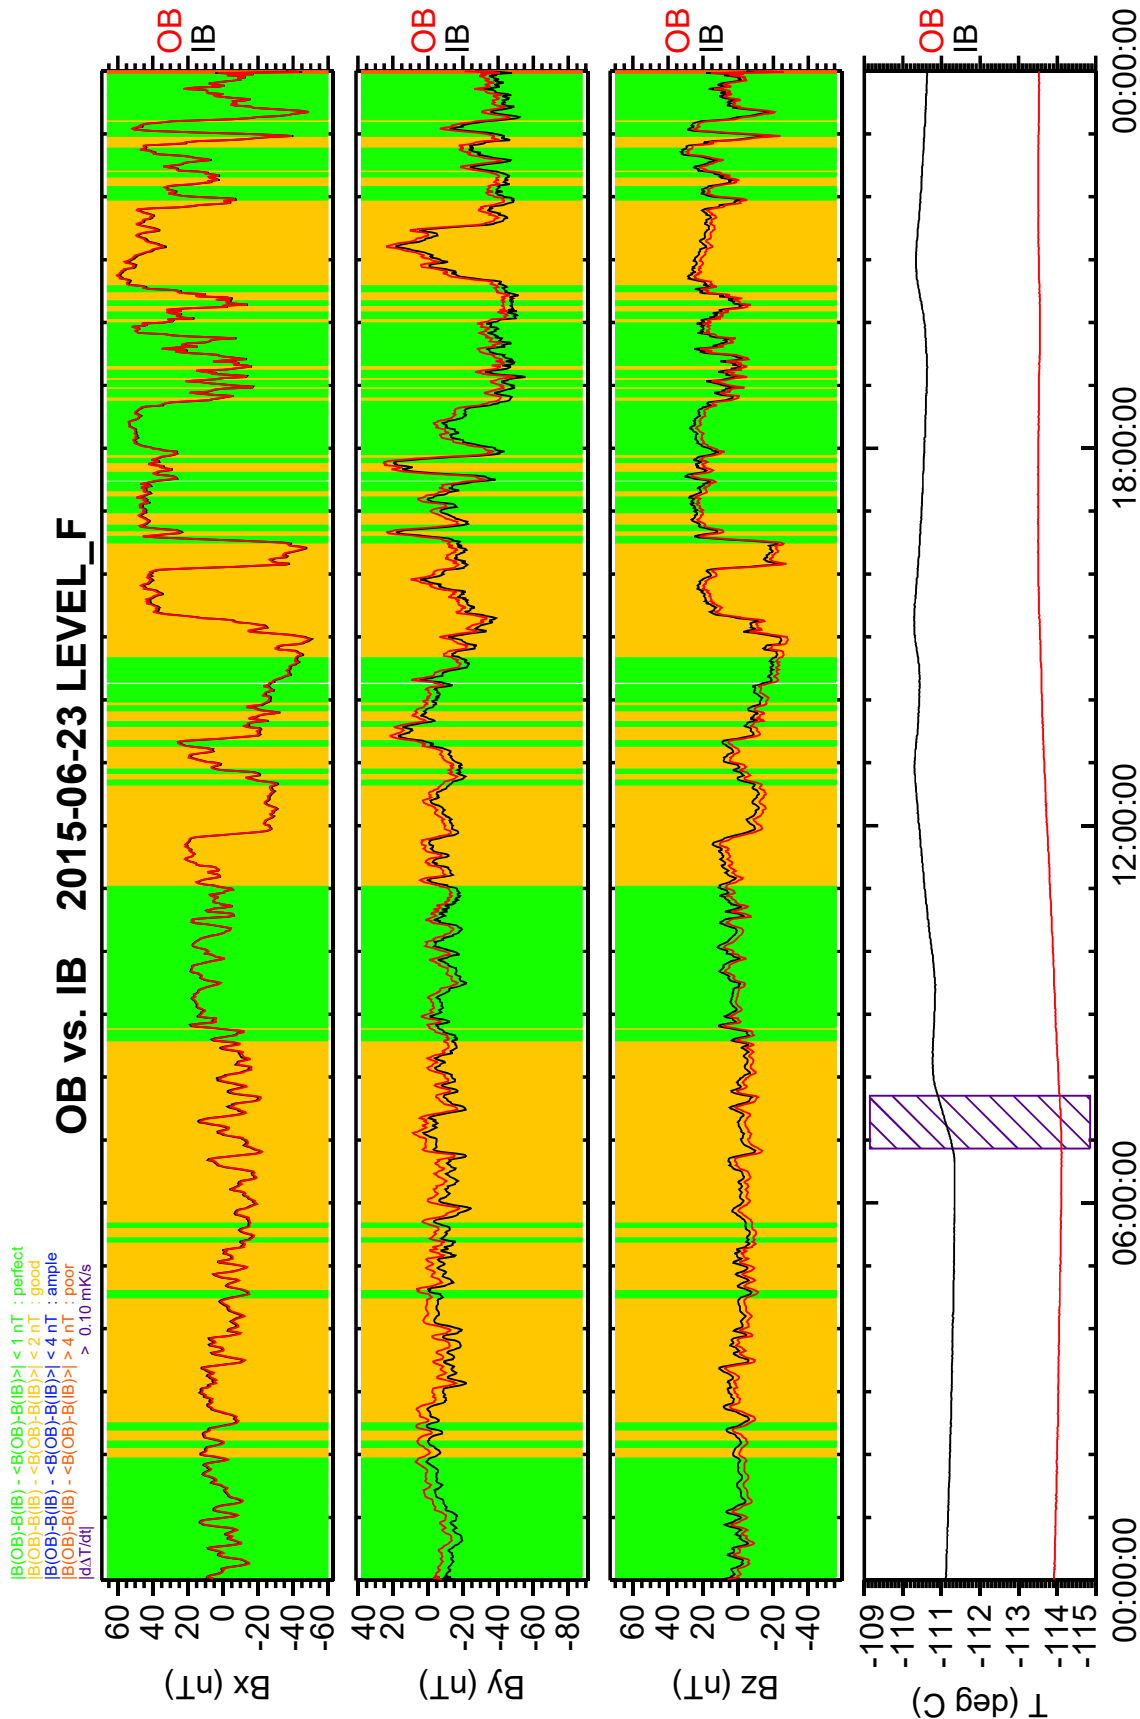 OB vs. IB 2015-06-23 LEVEL_F
|B(OB)-B(IB) - <B(OB)-B(IB)>| < 1 nT : perfect
|B(OB)-B(IB) - <B(OB)-B(IB)>| < 2 nT : good
|B(OB)-B(IB) - <B(OB)-B(IB)>| < 4 nT : ample
|B(OB)-B(IB) - <B(OB)-B(IB)>| > 4 nT : poor
|dΔT/dt| > 0.10 mK/s
Bx (nT)
60
40
20
0
-20
-40
-60
OB
IB
By (nT)
40
20
0
-20
-40
-60
-80
OB
IB
Bz (nT)
60
40
20
0
-20
-40
OB
IB
T (deg C)
-109
-110
-111
-112
-113
-114
-115
OB
IB
00:00:00
06:00:00
12:00:00
18:00:00
00:00:00